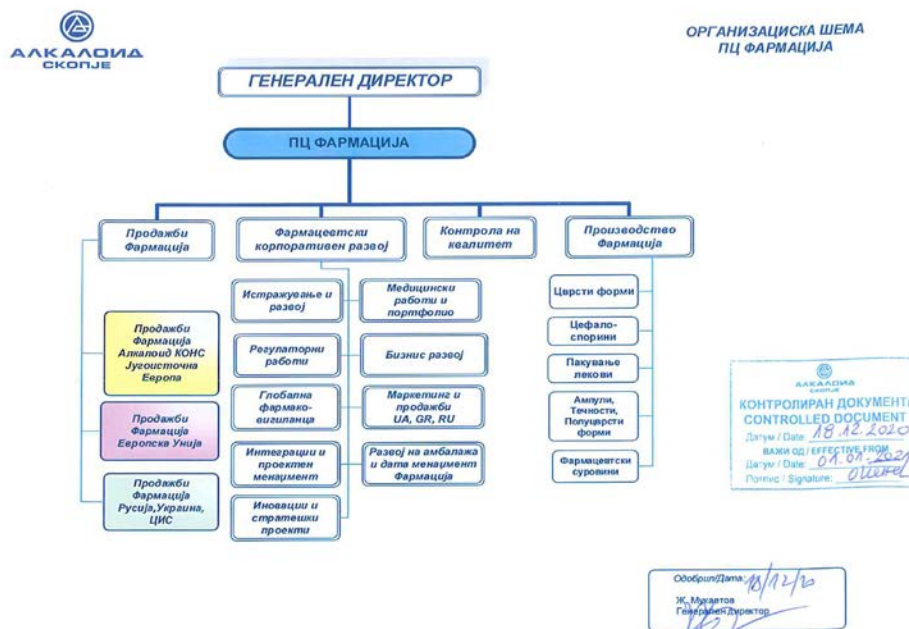 АЛКАЛОИД
СКОПЈЕ
ОРГАНИЗАЦИСКА ШЕМА
ПЦ ФАРМАЦИЈА
ГЕНЕРАЛЕН ДИРЕКТОР
ПЦ ФАРМАЦИЈА
Продажби
Фармација
Фармацевтски
корпоративен развој
Контрола на
квалитет
Производство
Фармација
Продажби
Фармација
Алкалоид КОНС
Југоисточна
Европа
Продажби
Фармација
Европска Унија
Продажби
Фармација
Русија,Украина,
ЦИС
Истражување и
развој
Медицински
работи и
портфолио
Регулаторни
работи
Бизнис развој
Глобална
фармако-
вигиланца
Маркетинг и
продажби
UA, GR, RU
Интеграции и
проектен
менаџмент
Развој на амбалажа
и дата менаџмент
Фармација
Иновации и
стратешки
проекти
Цврсти форми
Цефало-
спорини
Пакување
лекови
Ампули,
Течности,
Полуцврсти
форми
Фармацевтски
суровини
АЛКАЛОИД
СКОПЈЕ
КОНТРОЛИРАН ДОКУМЕНТ
CONTROLLED DOCUMENT
Датум / Date: 18.12.2020
ВАЖИ ОД / EFFECTIVE FROM
Датум / Date: 01.01.2021
Потпис / Signature:
Одобрил/Дата: 18/12/20
Ж. Мукаетов
Генерален директор